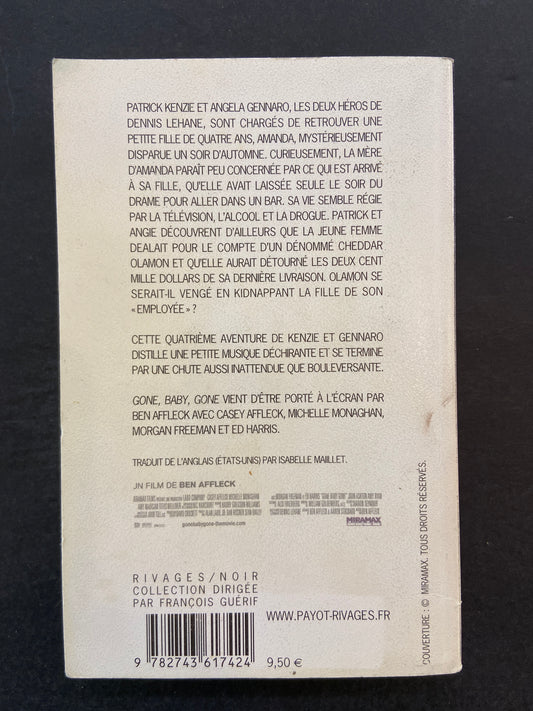 PATRICK KENZIE ET ANGELA GENNARO, LES DEUX HÉROS DE
DENNIS LEHANE, SONT CHARGÉS DE RETROUVER UNE
PETITE FILLE DE QUATRE ANS, AMANDA, MYSTÉRIEUSEMENT
DISPARUE UN SOIR D'AUTOMNE. CURIEUSEMENT, LA MÈRE
D'AMANDA PARAÎT PEU CONCERNÉE PAR CE QUI EST ARRIVÉ
À SA FILLE, QU'ELLE AVAIT LAISSÉE SEULE LE SOIR DU
DRAME POUR ALLER DANS UN BAR. SA VIE SEMBLE RÉGIE
PAR LA TÉLÉVISION, L'ALCOOL ET LA DROGUE. PATRICK ET
ANGIE DÉCOUVRENT D'AILLEURS QUE LA JEUNE FEMME
DEALAIT POUR LE COMPTE D'UN DÉNOMMÉ CHEDDAR
OLAMON ET QU'ELLE AURAIT DÉTOURNÉ LES DEUX CENT
MILLE DOLLARS DE SA DERNIÈRE LIVRAISON. OLAMON SE
SERAIT-IL VENGÉ EN KIDNAPPANT LA FILLE DE SON
« EMPLOYÉE » ?
CETTE QUATRIÈME AVENTURE DE KENZIE ET GENNARO
DISTILLE UNE PETITE MUSIQUE DÉCHIRANTE ET SE TERMINE
PAR UNE CHUTE AUSSI INATTENDUE QUE BOULEVERSANTE.
GONE, BABY, GONE VIENT D'ÊTRE PORTÉ À L'ÉCRAN PAR
BEN AFFLECK AVEC CASEY AFFLECK, MICHELLE MONAGHAN,
MORGAN FREEMAN ET ED HARRIS.
TRADUIT DE L'ANGLAIS (ÉTATS-UNIS) PAR ISABELLE MAILLET.
UN FILM DE BEN AFFLECK
gonebabygone-themovie.com
MIRAMAX
RIVAGES/NOIR
COLLECTION DIRIGÉE
PAR FRANÇOIS GUÉRIF
WWW.PAYOT-RIVAGES.FR
9 782743 617424
9,50 €
COUVERTURE : © MIRAMAX. TOUS DROITS RÉSERVÉS.